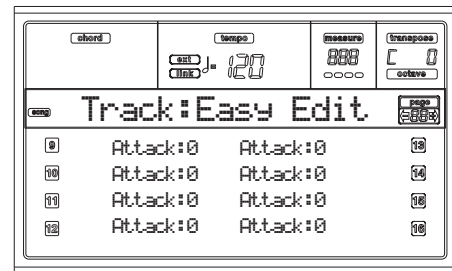 chord tempo measure transpose
ext link ♩= 120 888 C 0
octave
song Track:Easy Edit page 88
9 Attack:0 Attack:0 13
10 Attack:0 Attack:0 14
11 Attack:0 Attack:0 15
12 Attack:0 Attack:0 16